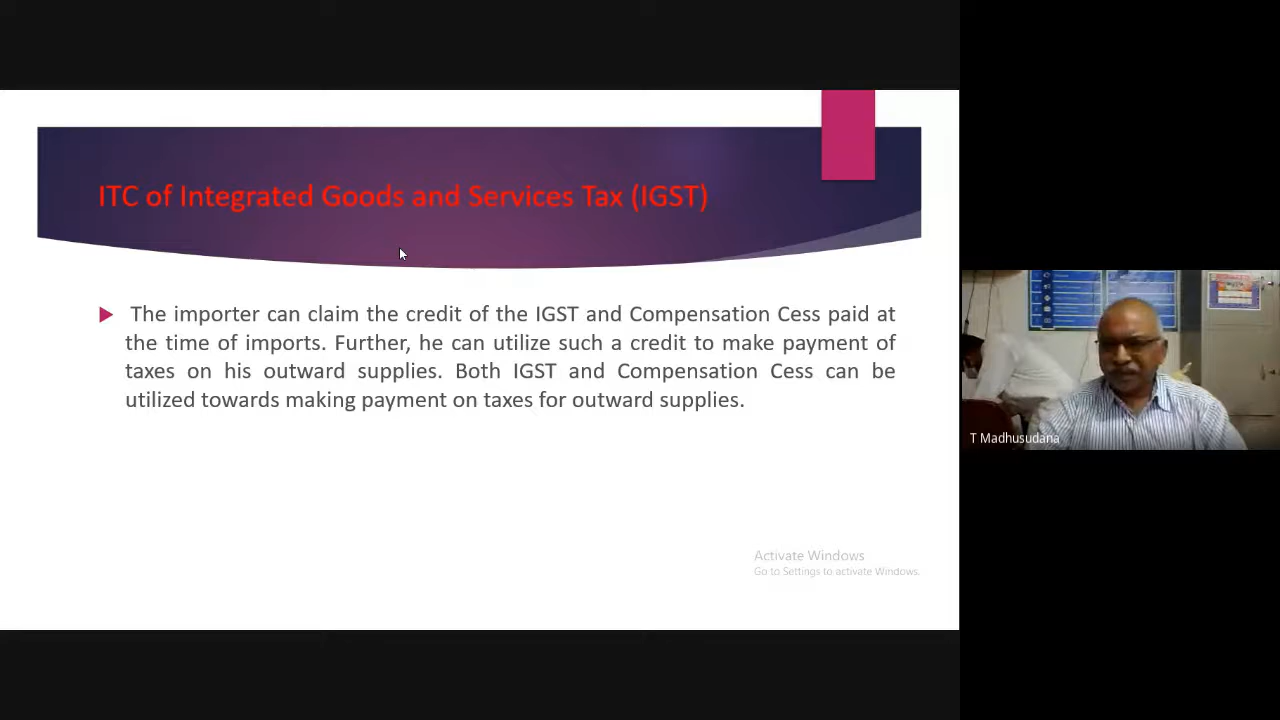 ITC of Integrated Goods and Services Tax (IGST)
The importer can claim the credit of the IGST and Compensation Cess paid at
the time of imports. Further, he can utilize such a credit to make payment of
taxes on his outward supplies. Both IGST and Compensation Cess can be
utilized towards making payment on taxes for outward supplies.
Activate Windows
Go to Settings to activate Windows.
T Madhusudana